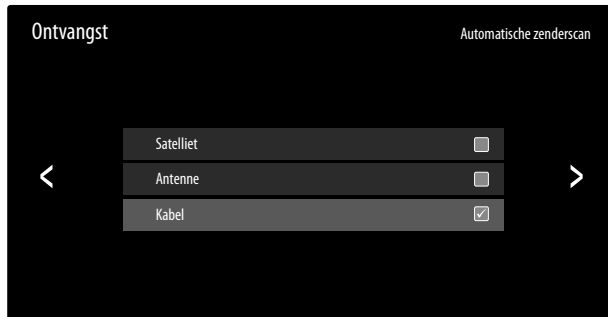 Ontvangst
Automatische zenderscan
Satelliet
Antenne
Kabel